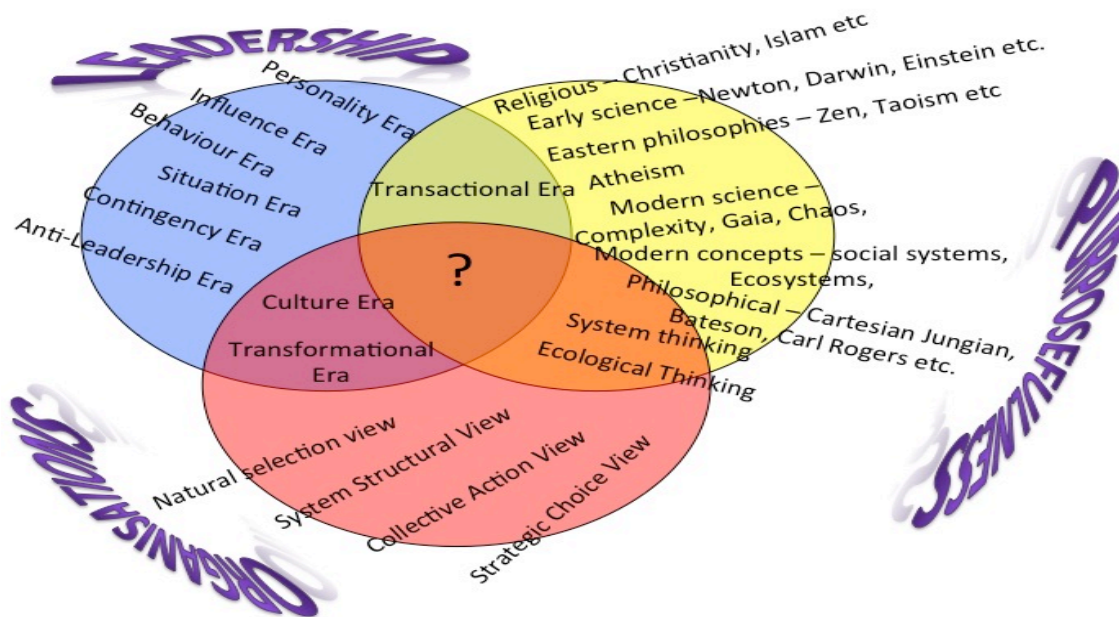 LEADERSHIP
Personality Era
Influence Era
Behaviour Era
Situation Era
Contingency Era
Anti-Leadership Era
Transactional Era
Religious – Christianity, Islam etc
Early science –Newton, Darwin, Einstein etc.
Eastern philosophies – Zen, Taoism etc
Atheism
Modern science –
Complexity, Gaia, Chaos,
Modern concepts – social systems,
Ecosystems,
Philosophical – Cartesian Jungian,
Bateson, Carl Rogers etc.
System thinking
Ecological Thinking
PURPOSEFULNESS
?
Culture Era
Transformational
Era
Natural selection view
System Structural View
Collective Action View
Strategic Choice View
ORGANISATIONS